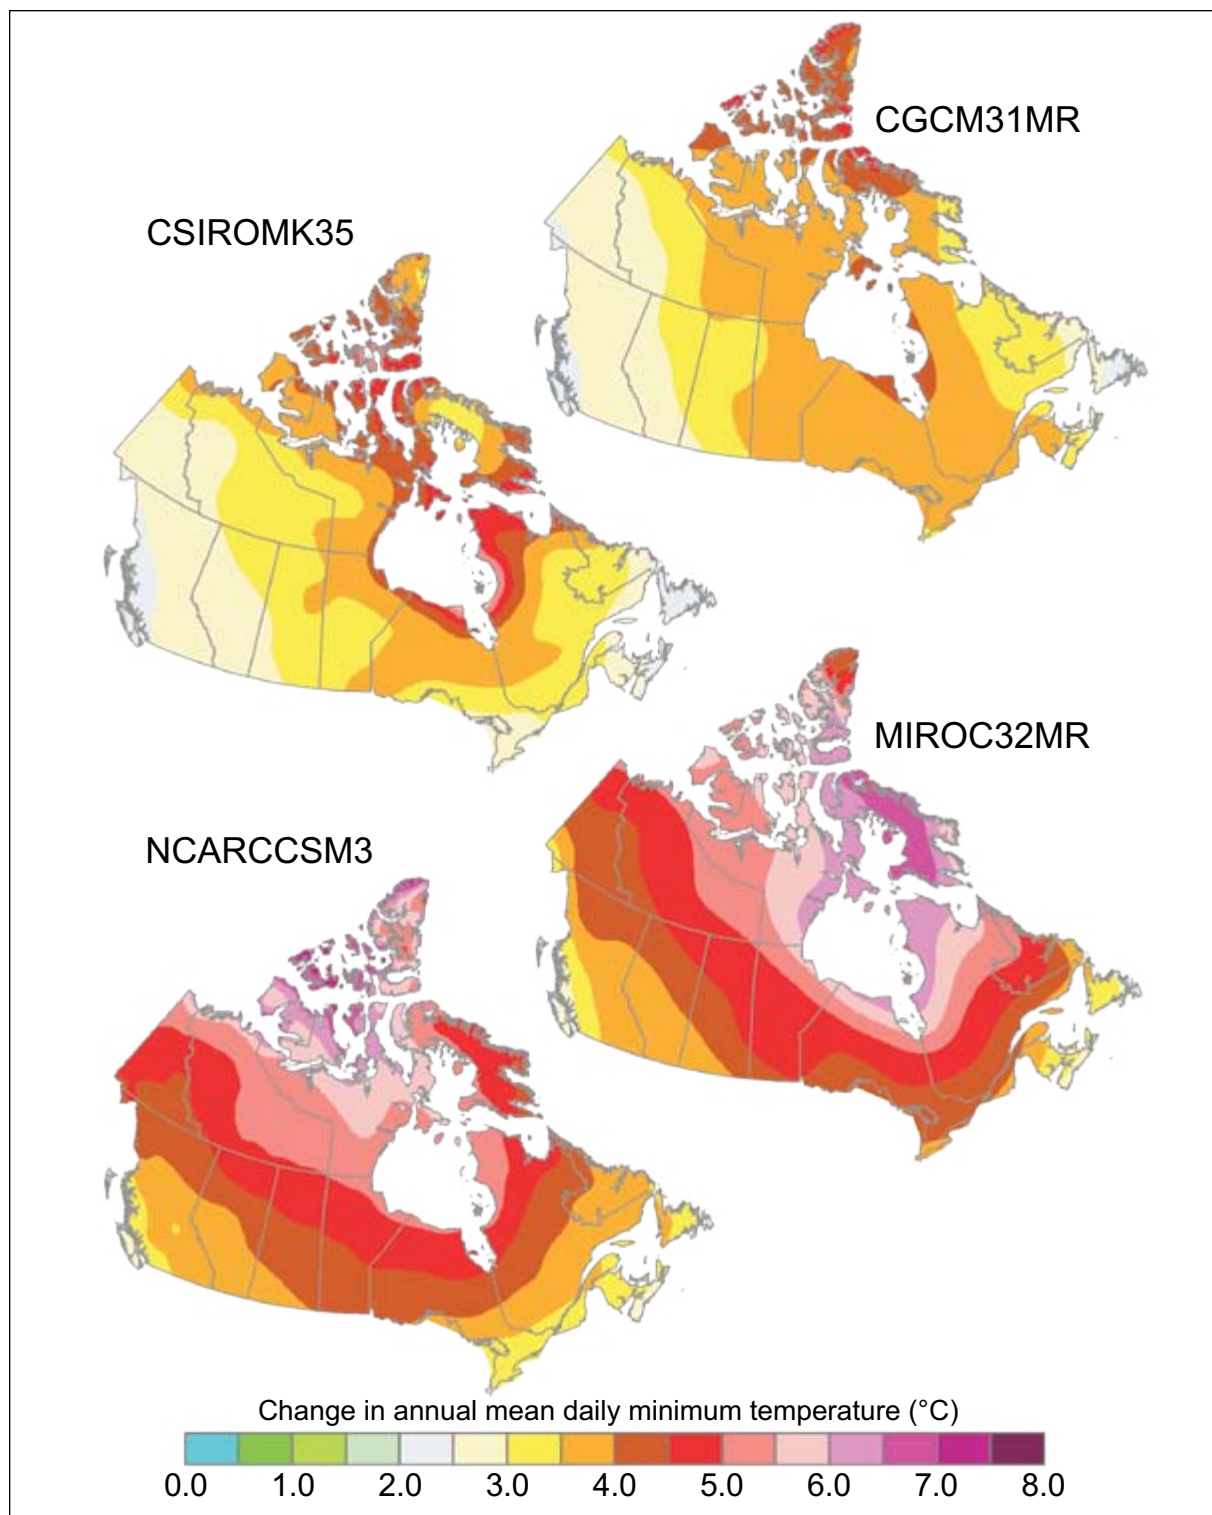 CGCM31MR
CSIROMK35
MIROC32MR
NCARCCSM3
Change in annual mean daily minimum temperature (°C)
0.0 1.0 2.0 3.0 4.0 5.0 6.0 7.0 8.0